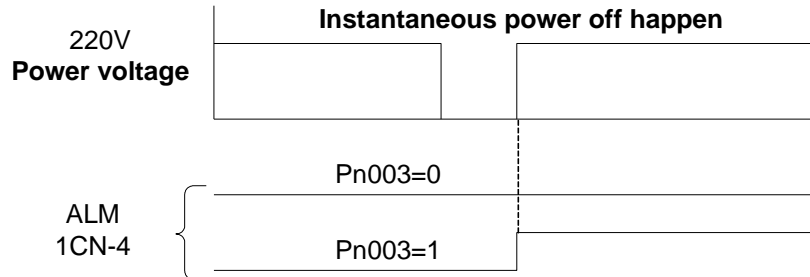 Instantaneous power off happen
220V
Power voltage
Pn003=0
ALM
1CN-4
Pn003=1